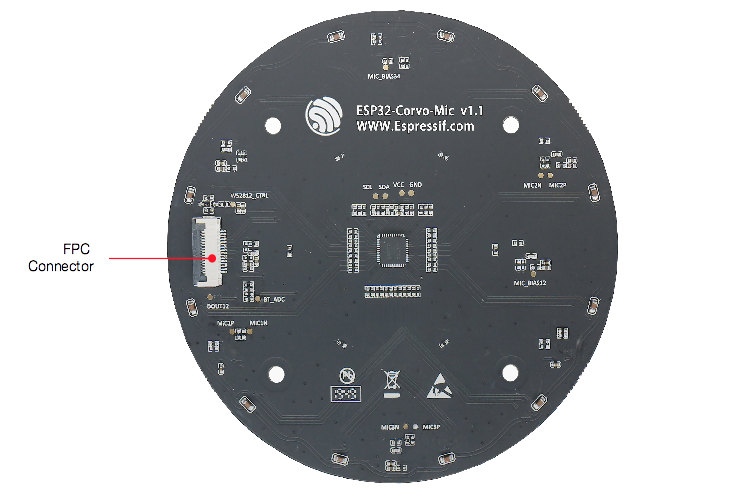 MIC_BIAS34
ESP32-Corvo-Mic v1.1
WWW.Espressif.com
MIC2N MIC2P
WS2812_CTRL
SCL SDA VCC GND
FPC
Connector
MIC_BIAS12
DOUT12
BT_ADC
MIC1P MIC1N
MIC3N MIC3P